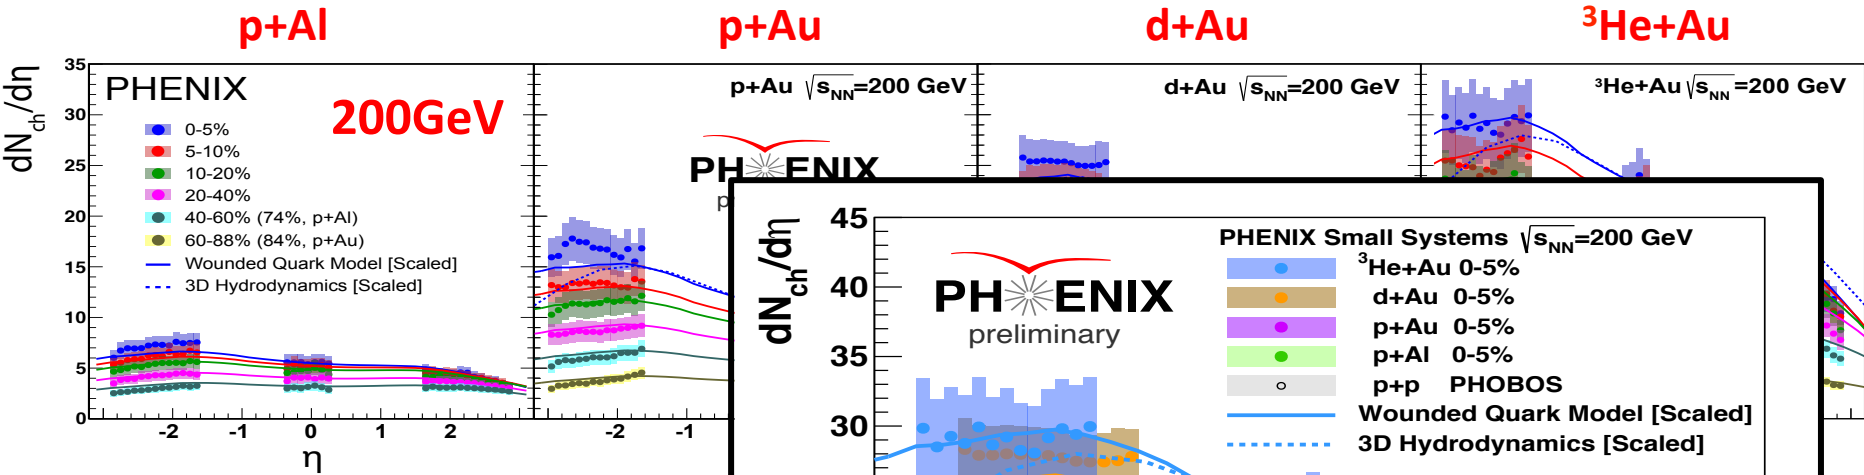 p+Al p+Au d+Au ³He+Au
dN_ch/dη
35
30
25
20
15
10
5
0
PHENIX
200GeV
0-5%
5-10%
10-20%
20-40%
40-60% (74%, p+Al)
60-88% (84%, p+Au)
Wounded Quark Model [Scaled]
3D Hydrodynamics [Scaled]
-2 -1 0 1 2
η
p+Au √s_NN=200 GeV
PHENIX
p
-2 -1
d+Au √s_NN=200 GeV
³He+Au √s_NN=200 GeV
dN_ch/dη
45
40
35
30
PHENIX
preliminary
PHENIX Small Systems √s_NN=200 GeV
³He+Au 0-5%
d+Au 0-5%
p+Au 0-5%
p+Al 0-5%
p+p PHOBOS
Wounded Quark Model [Scaled]
3D Hydrodynamics [Scaled]